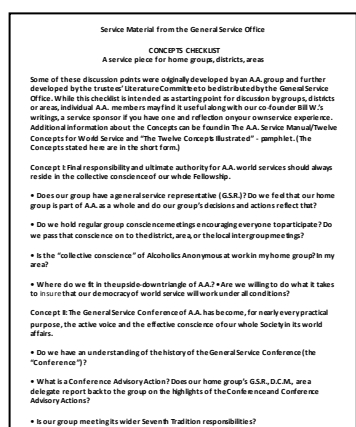 Service Material from the General Service Office
CONCEPTS CHECKLIST
A service piece for home groups, districts, areas
Some of these discussion points were originally developed by an A.A. group and further
developed by the trustees' Literature Committee to be distributed by the General Service
Office. While this checklist is intended as a starting point for discussion by groups, districts
or areas, individual A.A. members may find it useful along with our co-founder Bill W.'s
writings, a service sponsor if you have one and reflection on your own service experience.
Additional information about the Concepts can be found in The A.A. Service Manual/Twelve
Concepts for World Service and "The Twelve Concepts Illustrated" - pamphlet. (The
Concepts stated here are in the short form.)
Concept I: Final responsibility and ultimate authority for A.A. world services should always
reside in the collective conscience of our whole Fellowship.
• Does our group have a general service representative (G.S.R.)? Do we feel that our home
group is part of A.A. as a whole and do our group's decisions and actions reflect that?
• Do we hold regular group conscience meetings encouraging everyone to participate? Do
we pass that conscience on to the district, area, or the local intergroup meetings?
• Is the "collective conscience" of Alcoholics Anonymous at work in my home group? In my
area?
• Where do we fit in the upside-down triangle of A.A.? • Are we willing to do what it takes
to insure that our democracy of world service will work under all conditions?
Concept II: The General Service Conference of A.A. has become, for nearly every practical
purpose, the active voice and the effective conscience of our whole Society in its world
affairs.
• Do we have an understanding of the history of the General Service Conference (the
"Conference")?
• What is a Conference Advisory Action? Does our home group's G.S.R., D.C.M., area
delegate report back to the group on the highlights of the Conference and Conference
Advisory Actions?
• Is our group meeting its wider Seventh Tradition responsibilities?